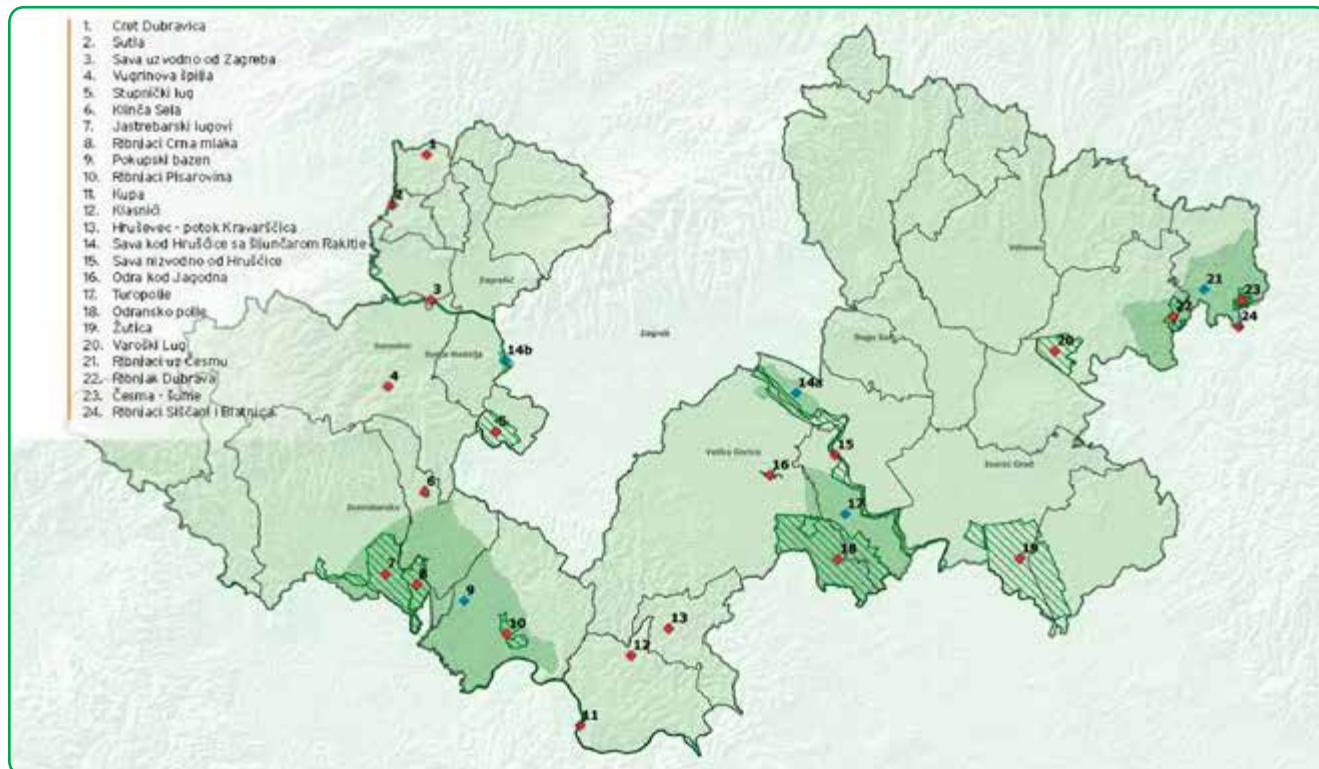 1. Cret Dubravica
2. Sutla
3. Sava uzvodno od Zagreba
4. Vugrinova špilja
5. Stupnički lug
6. Klinča Sela
7. Jastrebarski lugovi
8. Ribnjaci Crna mlaka
9. Pokupski bazen
10. Ribnjaci Pisarovina
11. Kupa
12. Klasnići
13. Hruševec - potok Kravarščica
14. Sava kod Hrušćice sa šljunčarom Rakitje
15. Sava nizvodno od Hrušćice
16. Odra kod Jagodna
17. Turopolje
18. Odransko polje
19. Žutica
20. Varoški Lug
21. Ribnjaci uz Česmu
22. Ribnjak Dubrava
23. Česma - šume
24. Ribnjaci Siščani i Blatnica
1
2
3
Zaprešić
Vrbovec
21
23
22
24
Samobor
Sveta Nedelja
14b
Zagreb
Dugo Selo
20
4
14a
5
Velika Gorica
15
16
Ivanić Grad
6
Jastrebarsko
17
7
8
18
19
9
10
13
12
11